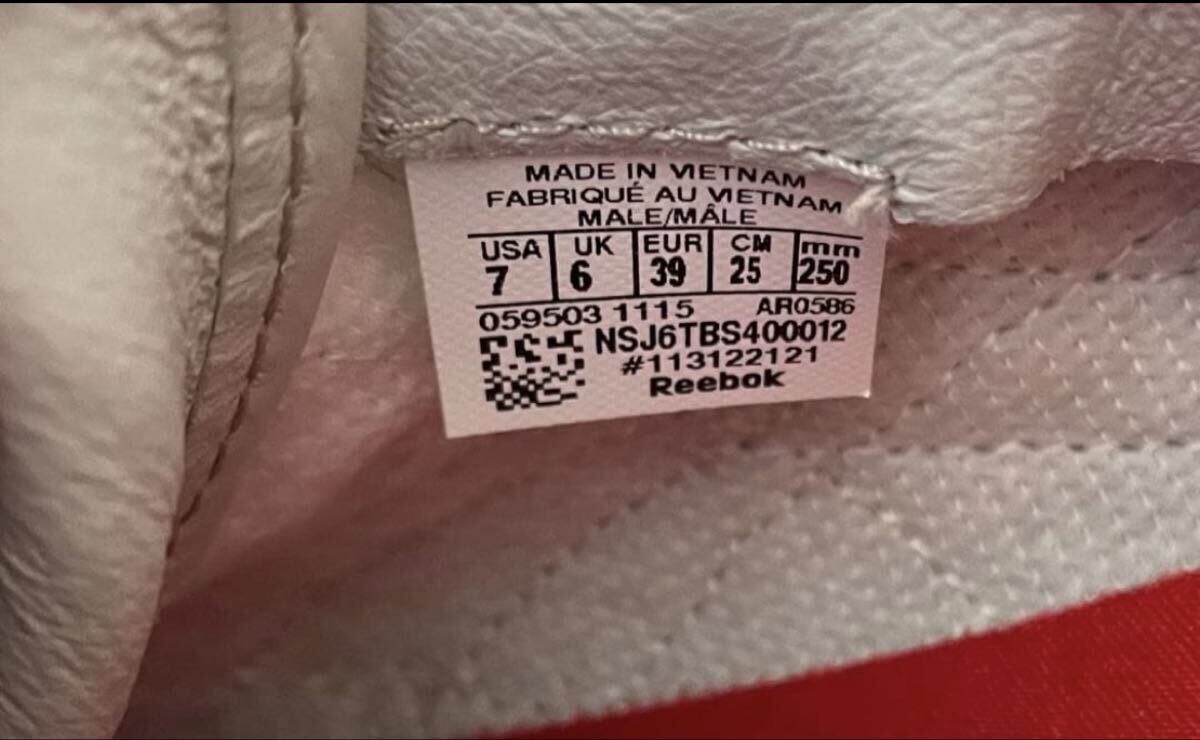 MADE IN VIETNAM
FABRIQUÉ AU VIETNAM
MALE/MÂLE
USA UK EUR CM mm
7 6 39 25 250
059503 1115 AR0586
NSJ6TBS400012
#113122121
Reebok